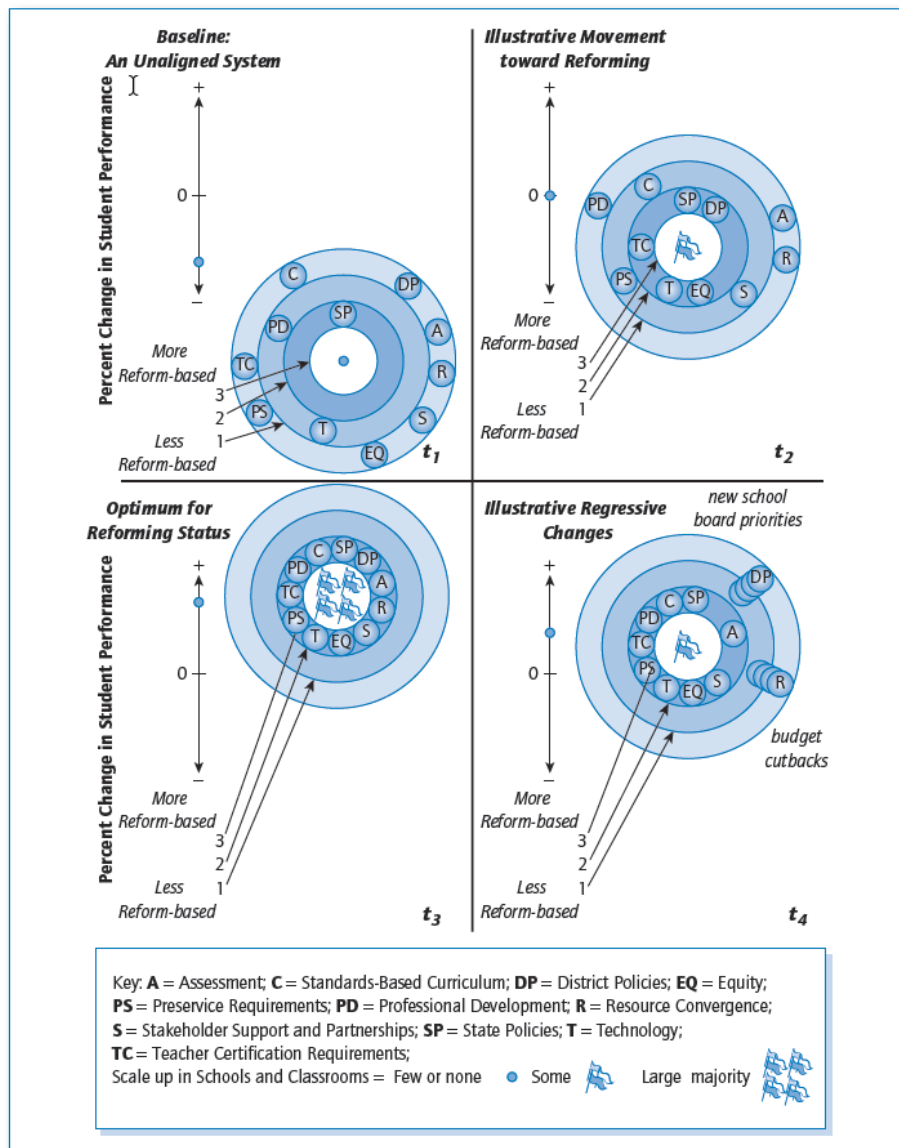 Baseline:
An Unaligned System
Percent Change in Student Performance
+
0
–
C
DP
PD
SP
A
TC
R
PS
S
T
EQ
More
Reform-based
3
2
1
Less
Reform-based
t1
Illustrative Movement
toward Reforming
+
0
–
C
SP
DP
PD
A
TC
R
PS
T
EQ
S
More
Reform-based
3
2
1
Less
Reform-based
t2
Optimum for
Reforming Status
Percent Change in Student Performance
+
0
–
C
SP
DP
PD
A
TC
R
PS
S
T
EQ
More
Reform-based
3
2
1
Less
Reform-based
t3
Illustrative Regressive
Changes
new school
board priorities
+
0
–
DP
C
SP
PD
A
TC
PS
R
T
EQ
S
budget
cutbacks
More
Reform-based
3
2
1
Less
Reform-based
t4
Key: A = Assessment; C = Standards-Based Curriculum; DP = District Policies; EQ = Equity;
PS = Preservice Requirements; PD = Professional Development; R = Resource Convergence;
S = Stakeholder Support and Partnerships; SP = State Policies; T = Technology;
TC = Teacher Certification Requirements;
Scale up in Schools and Classrooms = Few or none Some Large majority